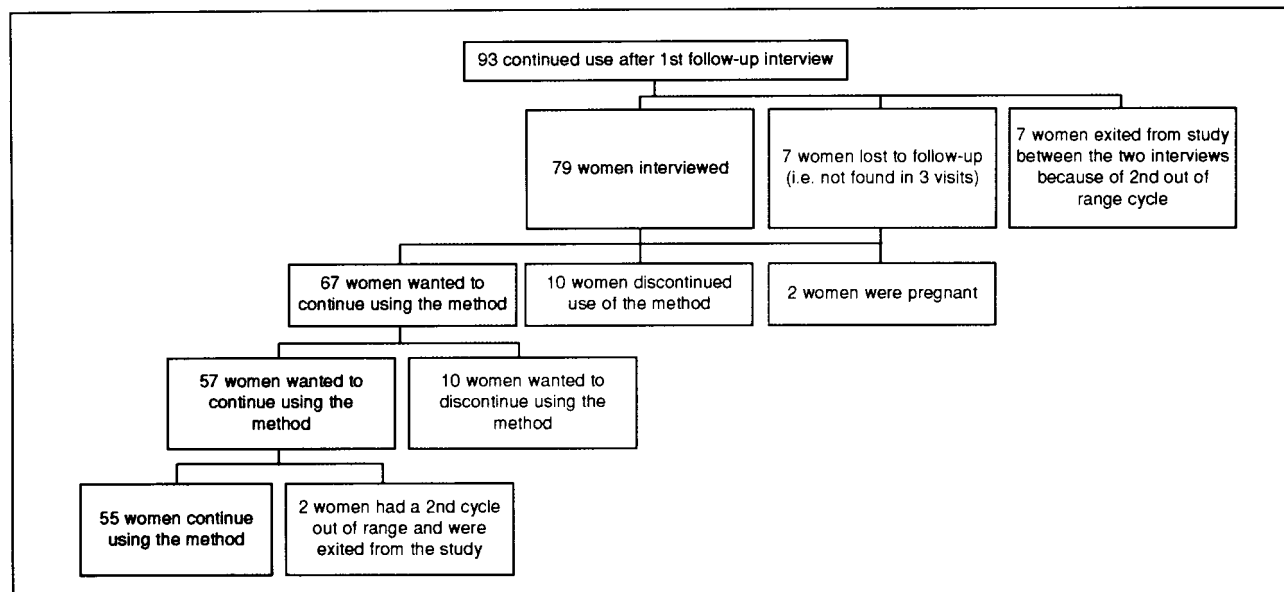 93 continued use after 1st follow-up interview
79 women interviewed
7 women lost to follow-up
(i.e. not found in 3 visits)
7 women exited from study
between the two interviews
because of 2nd out of
range cycle
67 women wanted to
continue using the method
10 women discontinued
use of the method
2 women were pregnant
57 women wanted to
continue using the
method
10 women wanted to
discontinue using the
method
55 women continue
using the method
2 women had a 2nd cycle
out of range and were
exited from the study